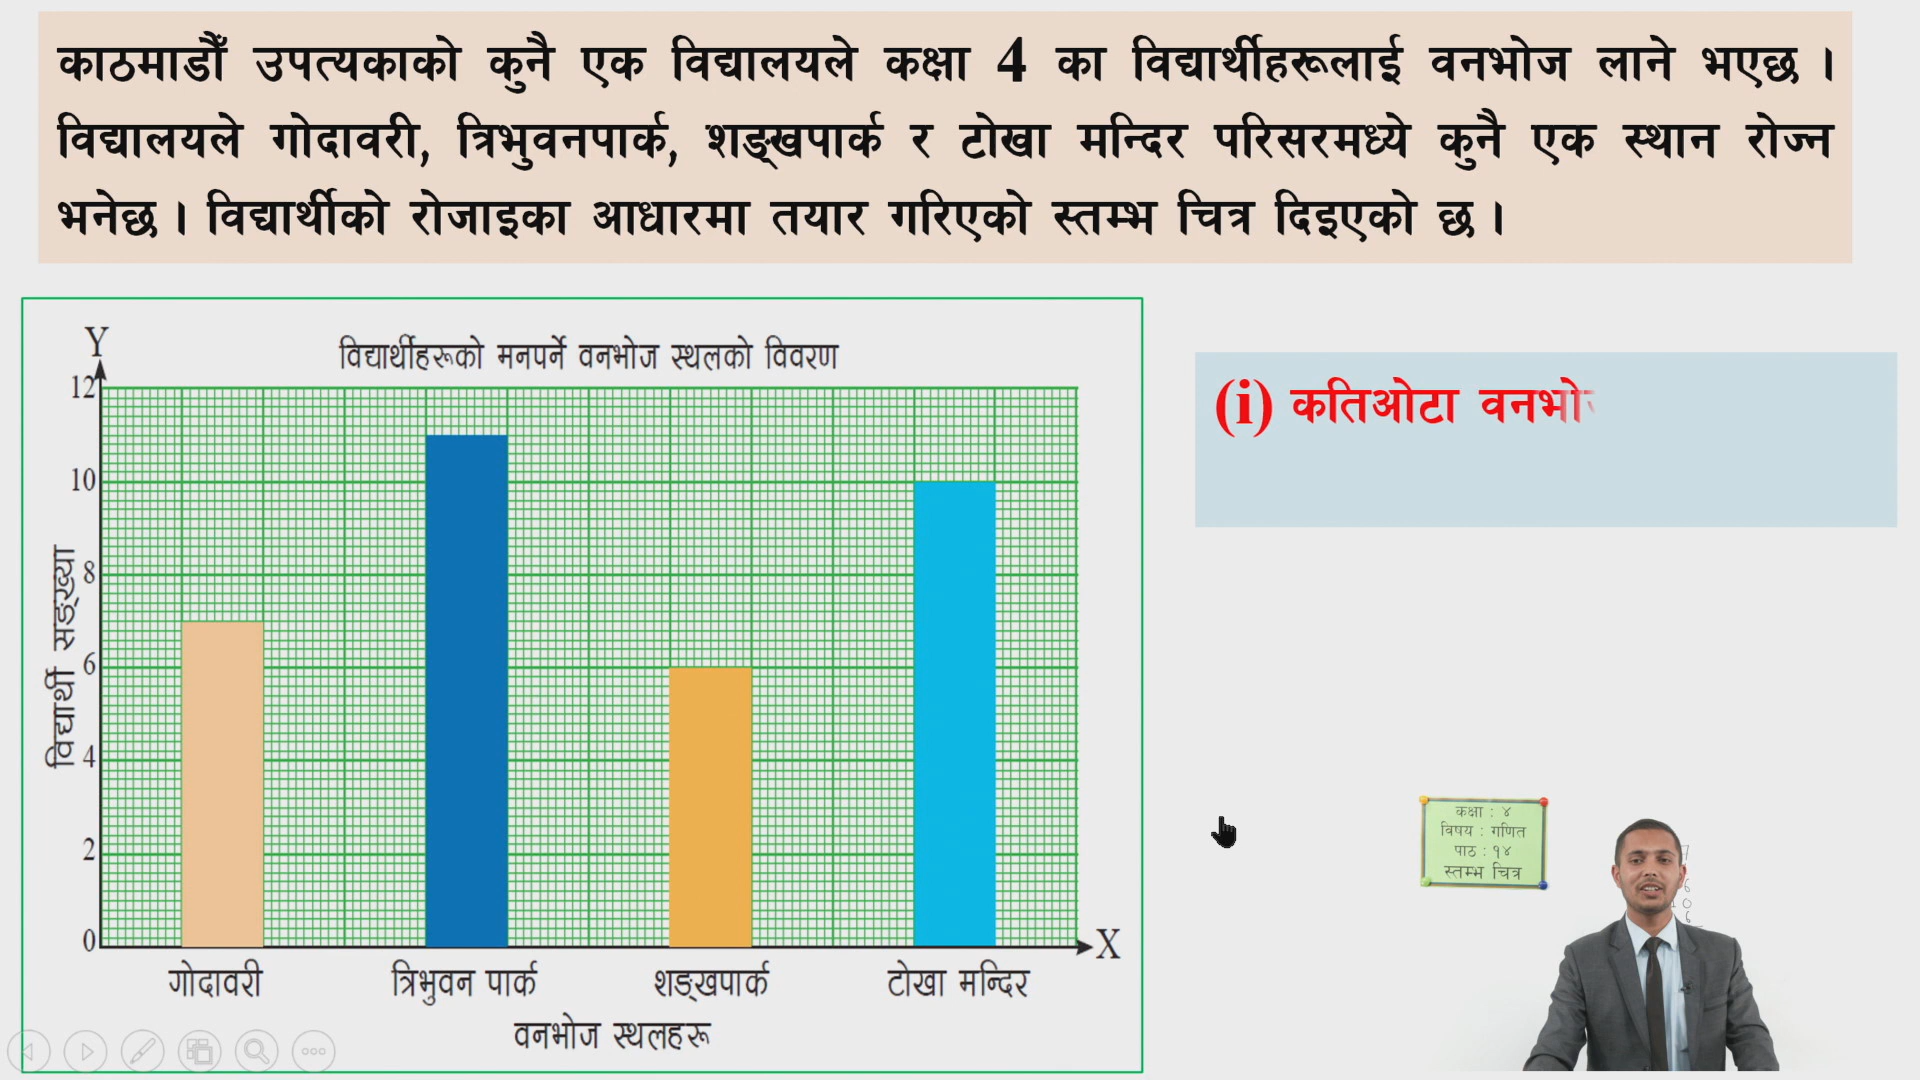 काठमाडौँ उपत्यकाको कुनै एक विद्यालयले कक्षा 4 का विद्यार्थीहरूलाई वनभोज लाने भएछ ।
विद्यालयले गोदावरी, त्रिभुवनपार्क, शङ्खपार्क र टोखा मन्दिर परिसरमध्ये कुनै एक स्थान रोज्न
भनेछ । विद्यार्थीको रोजाइका आधारमा तयार गरिएको स्तम्भ चित्र दिइएको छ ।
Y
विद्यार्थीहरूको मनपर्ने वनभोज स्थलको विवरण
12
10
8
6
4
2
0
विद्यार्थी सङ्ख्या
X
गोदावरी त्रिभुवन पार्क शङ्खपार्क टोखा मन्दिर
वनभोज स्थलहरू
(i) कतिओटा
कक्षा : ४
विषय : गणित
पाठ : १४
स्तम्भ चित्र